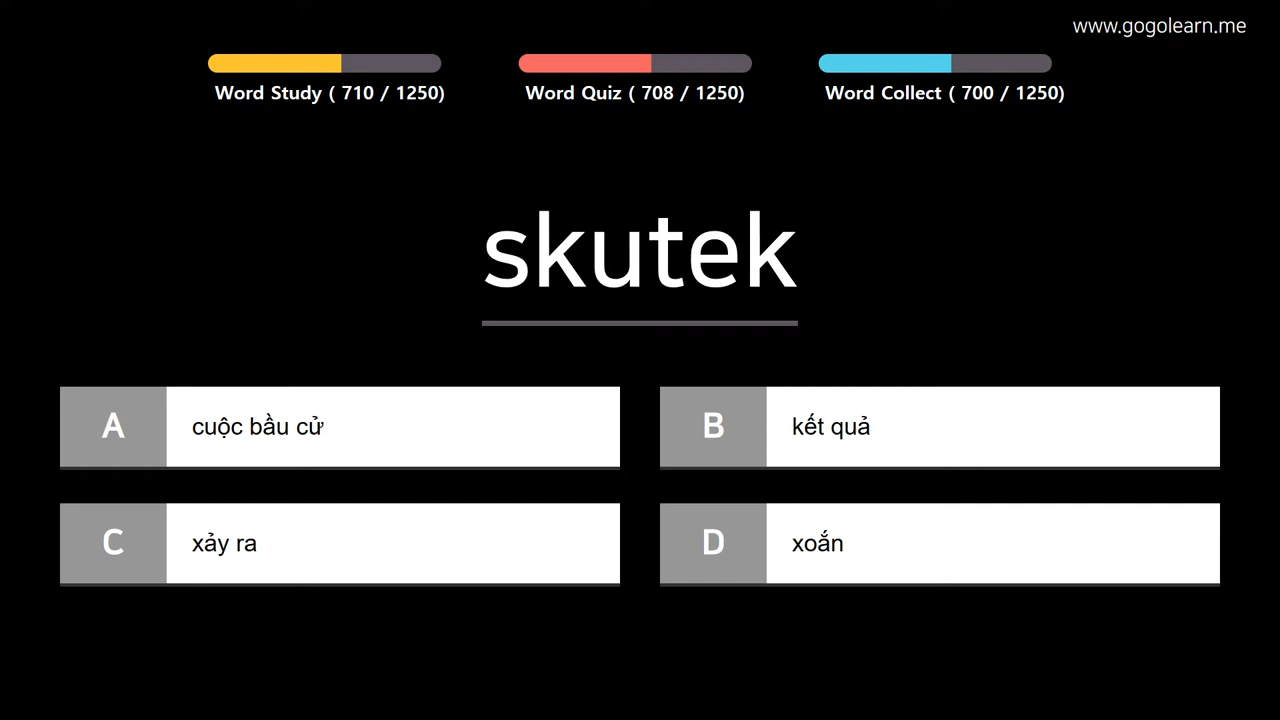 www.gogolearn.me
Word Study ( 710 / 1250)
Word Quiz ( 708 / 1250)
Word Collect ( 700 / 1250)
skutek
A cuộc bầu cử
B kết quả
C xảy ra
D xoắn